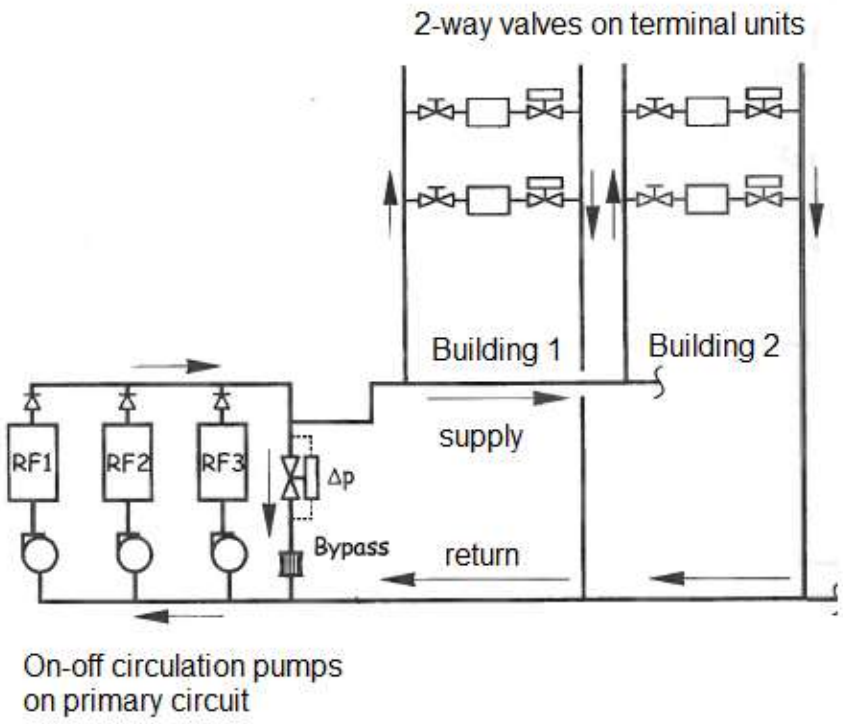 2-way valves on terminal units
Building 1
Building 2
supply
RF1
RF2
RF3
Δp
Bypass
return
On-off circulation pumps
on primary circuit